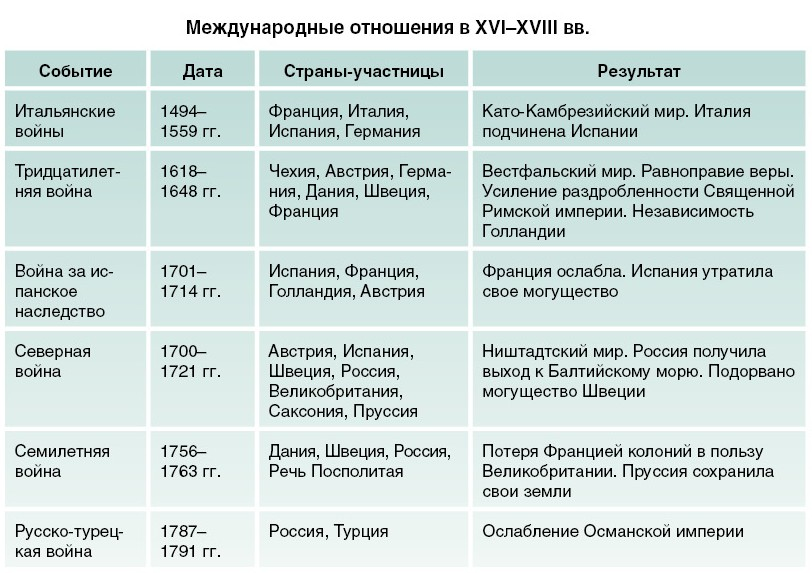 Международные отношения в XVI–XVIII вв.
Событие Дата Страны-участницы Результат
Итальянские войны 1494–1559 гг. Франция, Италия, Испания, Германия Като-Камбрезийский мир. Италия подчинена Испании
Тридцатилет-
няя война
1618–
1648 гг.
Чехия, Австрия, Герма-
ния, Дания, Швеция,
Франция
Вестфальский мир. Равноправие веры.
Усиление раздробленности Священной
Римской империи. Независимость
Голландии
Война за ис-
панское
наследство
1701–
1714 гг.
Испания, Франция,
Голландия, Австрия
Франция ослабла. Испания утратила
свое могущество
Северная
война
1700–
1721 гг.
Австрия, Испания,
Швеция, Россия,
Великобритания,
Саксония, Пруссия
Ништадтский мир. Россия получила
выход к Балтийскому морю. Подорвано
могущество Швеции
Семилетняя
война
1756–
1763 гг.
Дания, Швеция, Россия,
Речь Посполитая
Потеря Францией колоний в пользу
Великобритании. Пруссия сохранила
свои земли
Русско-турец-
кая война
1787–
1791 гг.
Россия, Турция
Ослабление Османской империи